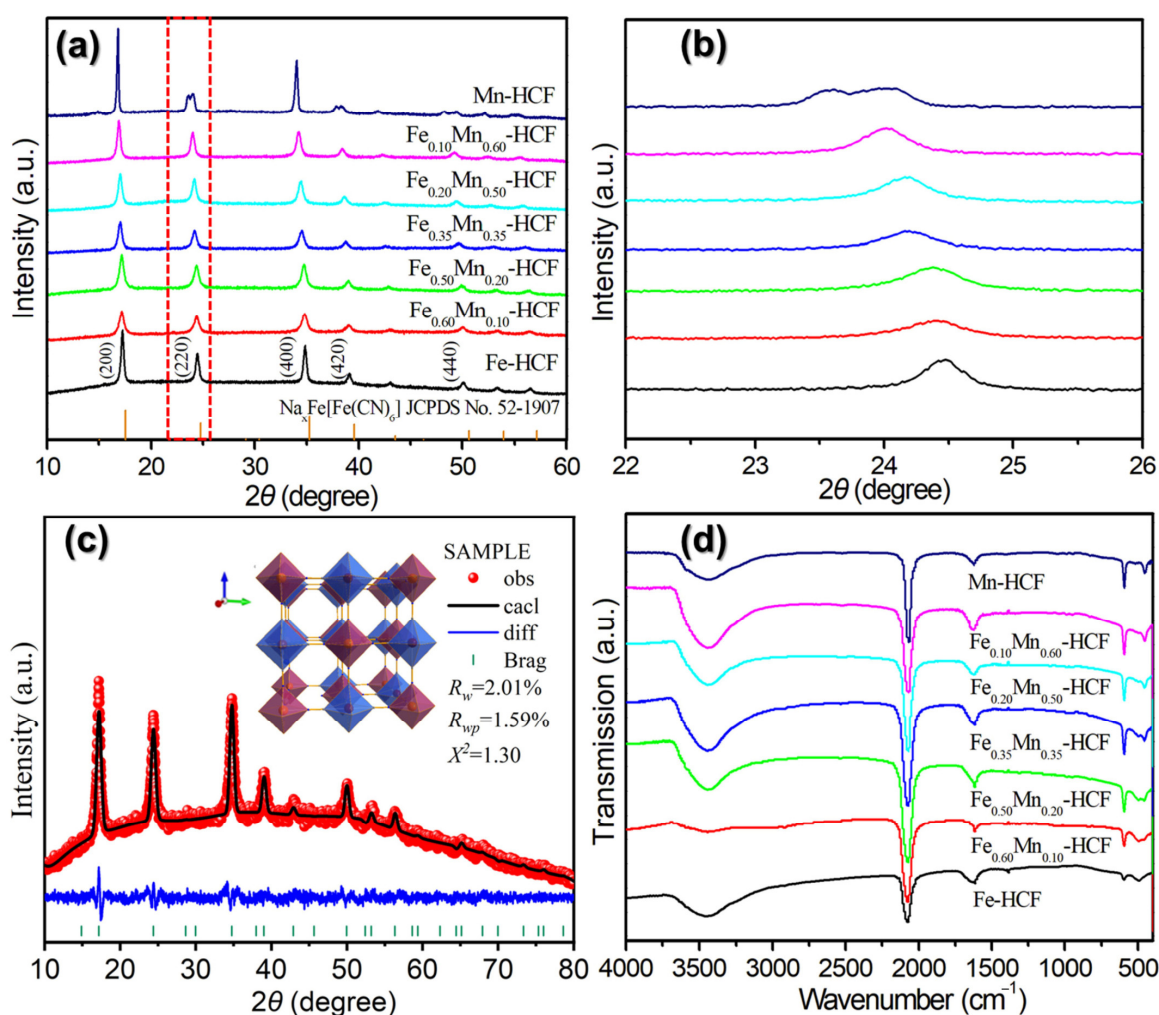 (a)
Mn-HCF
Fe0.10Mn0.60-HCF
Fe0.20Mn0.50-HCF
Fe0.35Mn0.35-HCF
Fe0.50Mn0.20-HCF
Fe0.60Mn0.10-HCF
Fe-HCF
(200)
(220)
(400)
(420)
(440)
NaxFe[Fe(CN)6] JCPDS No. 52-1907
Intensity (a.u.)
10 20 30 40 50 60
2θ (degree)
(b)
Intensity (a.u.)
22 23 24 25 26
2θ (degree)
(c)
SAMPLE
obs
cacl
diff
Brag
Rw=2.01%
Rwp=1.59%
X2=1.30
Intensity (a.u.)
10 20 30 40 50 60 70 80
2θ (degree)
(d)
Mn-HCF
Fe0.10Mn0.60-HCF
Fe0.20Mn0.50-HCF
Fe0.35Mn0.35-HCF
Fe0.50Mn0.20-HCF
Fe0.60Mn0.10-HCF
Fe-HCF
Transmission (a.u.)
4000 3500 3000 2500 2000 1500 1000 500
Wavenumber (cm−1)